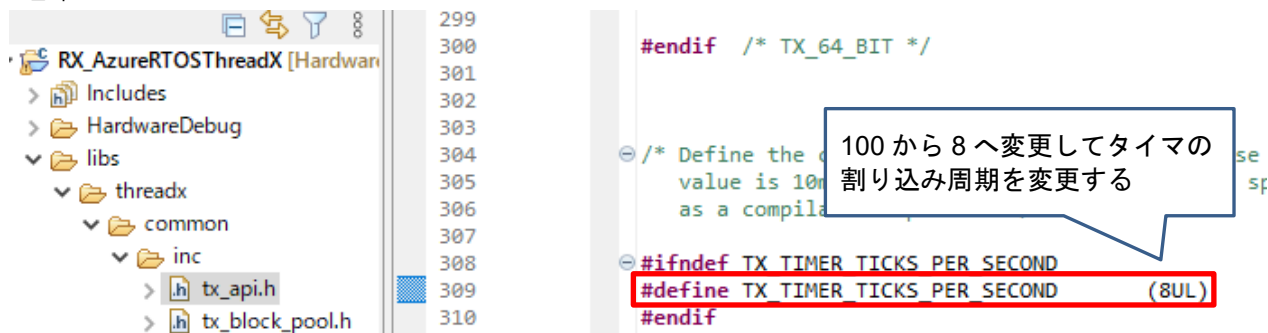 RX_AzureRTOSThreadX [Hardware
Includes
HardwareDebug
libs
threadx
common
inc
tx_api.h
tx_block_pool.h
299
300 #endif /* TX_64_BIT */
301
302
303
304 /* Define the se
305 value is sp
306 as a
307
308 #ifndef TX_TIMER_TICKS_PER_SECOND
309 #define TX_TIMER_TICKS_PER_SECOND (8UL)
310 #endif
100 から 8 へ変更してタイマの
割り込み周期を変更する